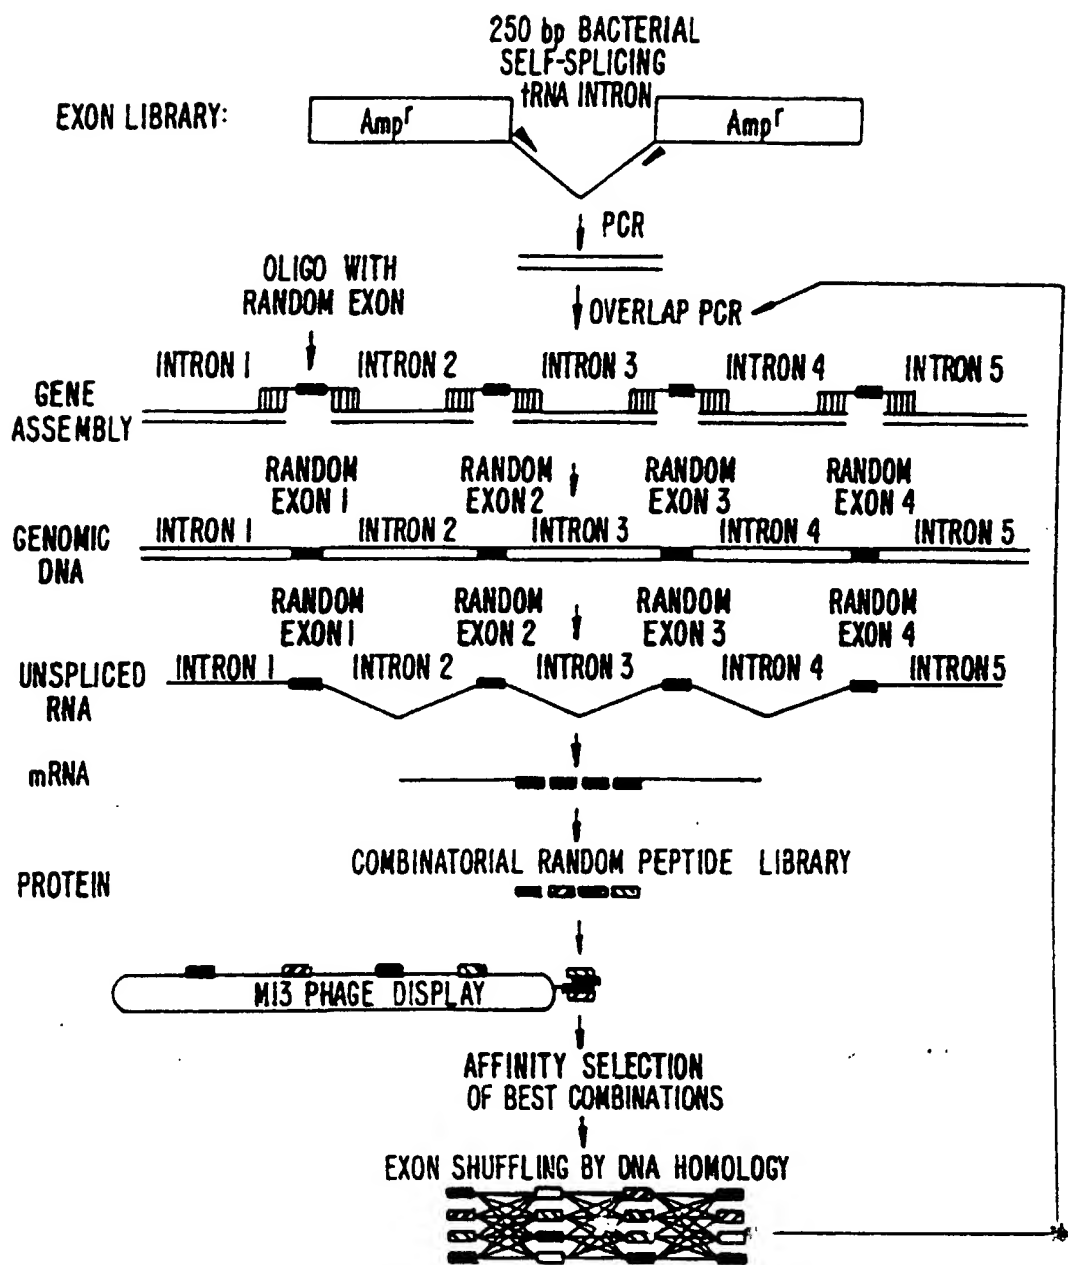 250 bp BACTERIAL
SELF-SPLICING
tRNA INTRON
EXON LIBRARY:
Ampr
Ampr
PCR
OLIGO WITH
RANDOM EXON
OVERLAP PCR
INTRON 1
INTRON 2
INTRON 3
INTRON 4
INTRON 5
GENE
ASSEMBLY
RANDOM
EXON 1
RANDOM
EXON 2
RANDOM
EXON 3
RANDOM
EXON 4
INTRON 1
INTRON 2
INTRON 3
INTRON 4
INTRON 5
GENOMIC
DNA
RANDOM
EXON 1
RANDOM
EXON 2
RANDOM
EXON 3
RANDOM
EXON 4
INTRON 1
INTRON 2
INTRON 3
INTRON 4
INTRON 5
UNSPLICED
RNA
mRNA
COMBINATORIAL RANDOM PEPTIDE LIBRARY
PROTEIN
M13 PHAGE DISPLAY
AFFINITY SELECTION
OF BEST COMBINATIONS
EXON SHUFFLING BY DNA HOMOLOGY